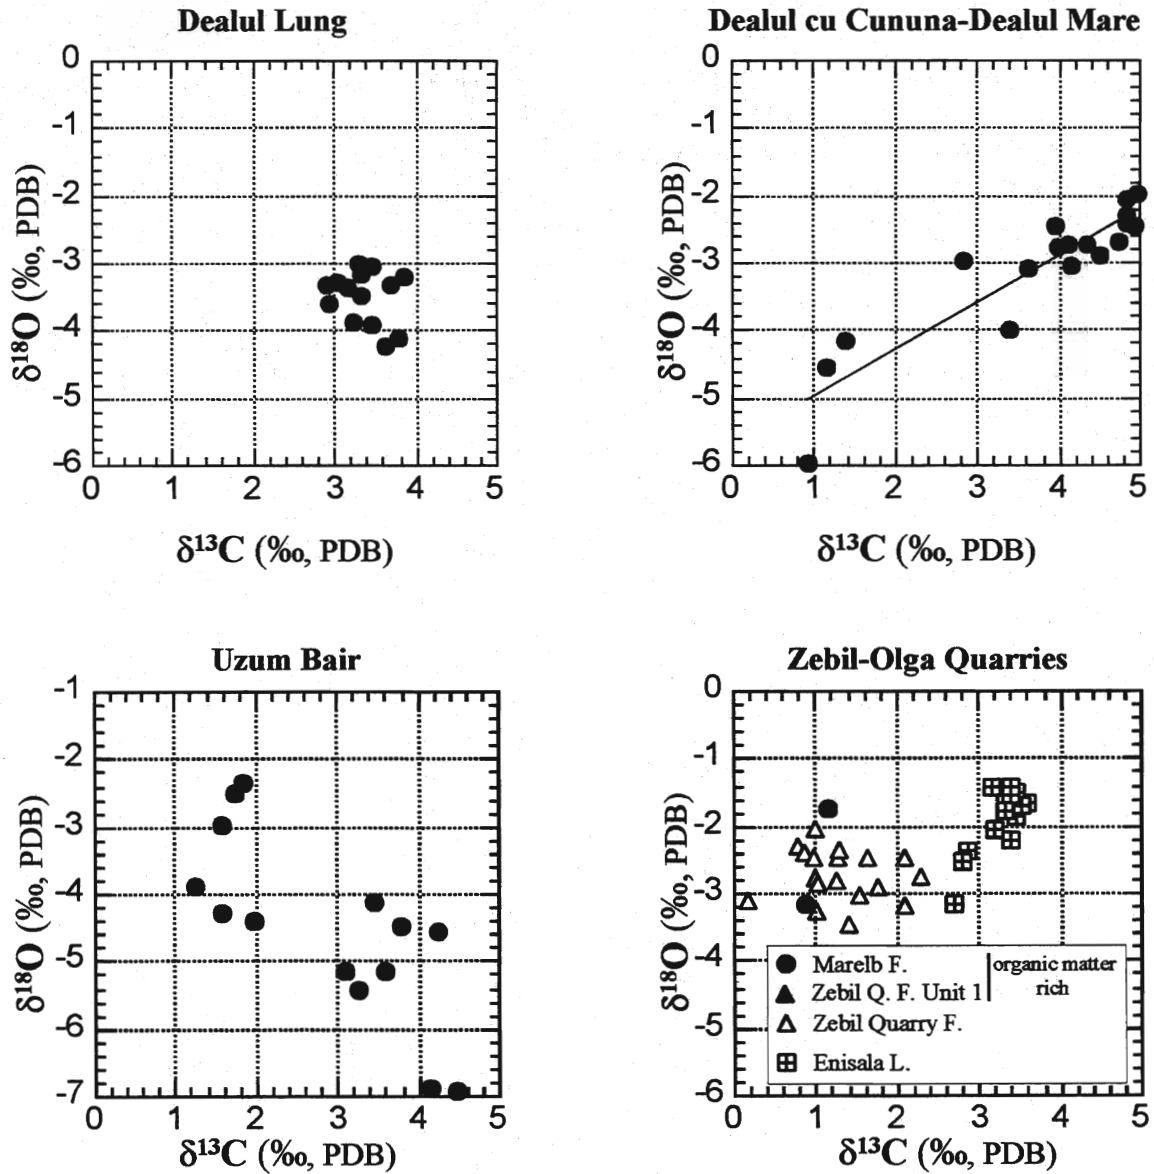 Dealul Lung
0
-1
-2
-3
-4
-5
-6
0 1 2 3 4 5
δ18O (‰, PDB)
δ13C (‰, PDB)
Dealul cu Cununa-Dealul Mare
0
-1
-2
-3
-4
-5
-6
0 1 2 3 4 5
δ18O (‰, PDB)
δ13C (‰, PDB)
Uzum Bair
-1
-2
-3
-4
-5
-6
-7
0 1 2 3 4 5
δ18O (‰, PDB)
δ13C (‰, PDB)
Zebil-Olga Quarries
0
-1
-2
-3
-4
-5
-6
0 1 2 3 4 5
δ18O (‰, PDB)
δ13C (‰, PDB)
Marelb F.
Zebil Q. F. Unit 1
organic matter
rich
Zebil Quarry F.
Enisala L.